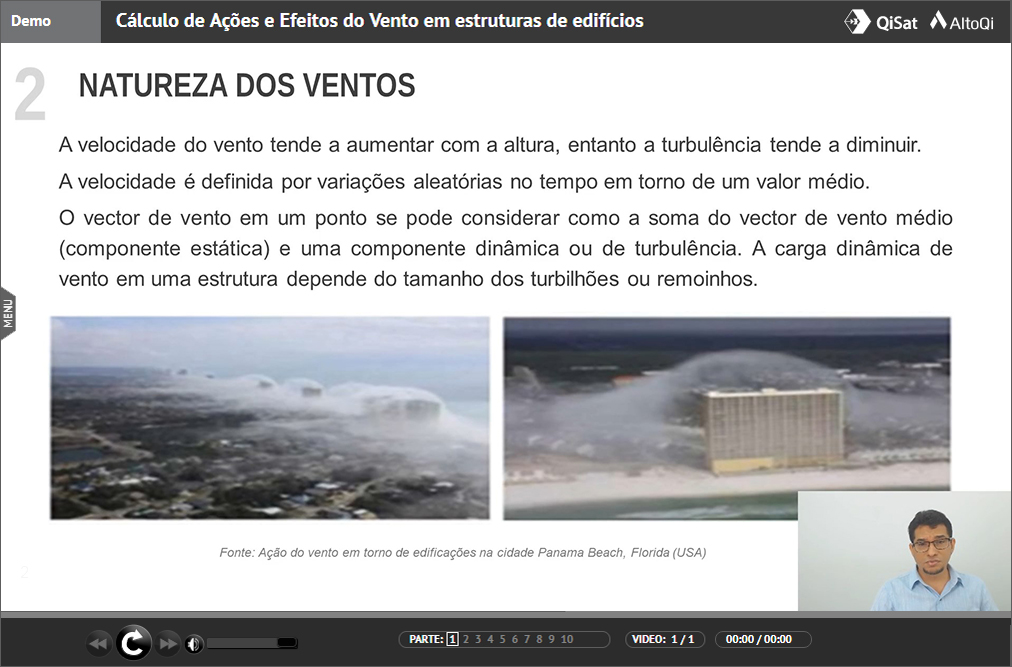 Demo
Cálculo de Ações e Efeitos do Vento em estruturas de edifícios
QiSat AltoQi
2
NATUREZA DOS VENTOS
A velocidade do vento tende a aumentar com a altura, entanto a turbulência tende a diminuir.
A velocidade é definida por variações aleatórias no tempo em torno de um valor médio.
O vector de vento em um ponto se pode considerar como a soma do vector de vento médio
(componente estática) e uma componente dinâmica ou de turbulência. A carga dinâmica de
vento em uma estrutura depende do tamanho dos turbilhões ou remoinhos.
MENU
Fonte: Ação do vento em torno de edificações na cidade Panama Beach, Florida (USA)
2
PARTE: 1 2 3 4 5 6 7 8 9 10
VIDEO: 1 / 1
00:00 / 00:00